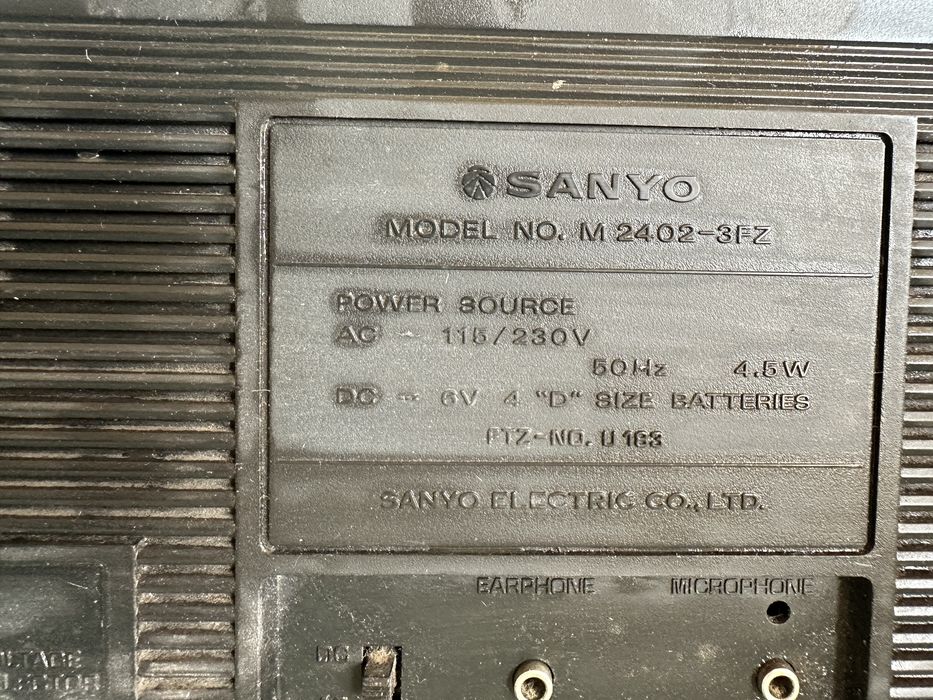 SANYO
MODEL NO. M 2402-3FZ
POWER SOURCE
AC - 115/230V
50Hz 4.5W
DC - 6V 4 "D" SIZE BATTERIES
FTZ-NO. U 163
SANYO ELECTRIC CO., LTD.
EARPHONE MICROPHONE